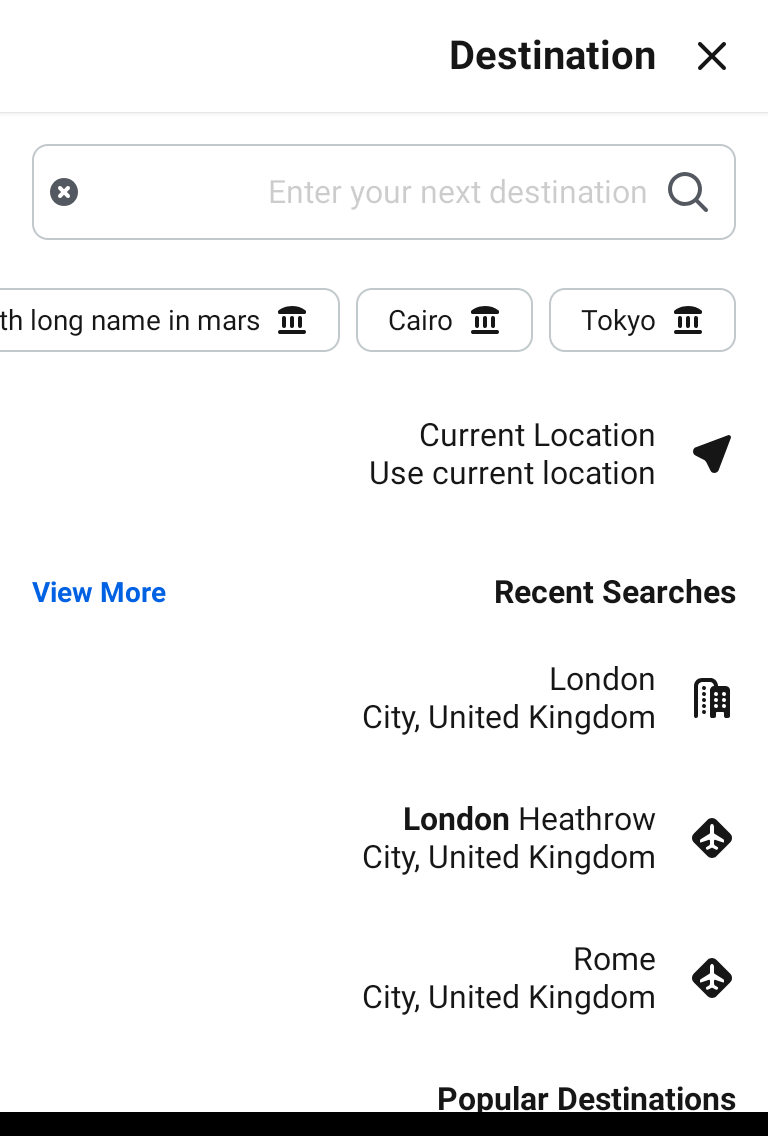 Destination
Enter your next destination
Tokyo
Cairo
th long name in mars
Current Location
Use current location
Recent Searches
View More
London
City, United Kingdom
London Heathrow
City, United Kingdom
Rome
City, United Kingdom
Popular Destinations